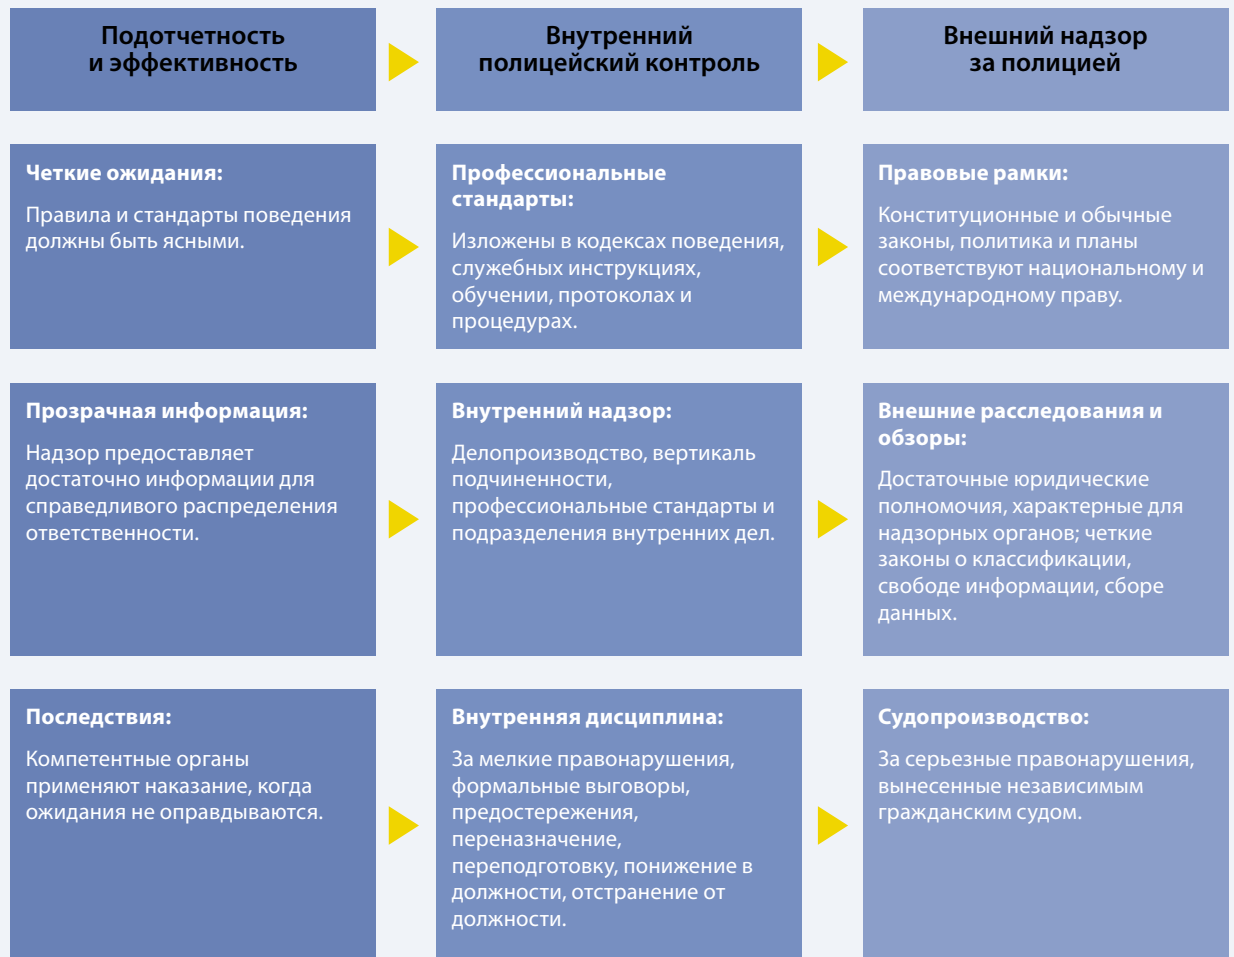 Подотчетность
и эффективность
Внутренний
полицейский контроль
Внешний надзор
за полицией
Четкие ожидания:
Правила и стандарты поведения
должны быть ясными.
Профессиональные
стандарты:
Изложены в кодексах поведения,
служебных инструкциях,
обучении, протоколах и
процедурах.
Правовые рамки:
Конституционные и обычные
законы, политика и планы
соответствуют национальному и
международному праву.
Прозрачная информация:
Надзор предоставляет
достаточно информации для
справедливого распределения
ответственности.
Внутренний надзор:
Делопроизводство, вертикаль
подчиненности,
профессиональные стандарты и
подразделения внутренних дел.
Внешние расследования и
обзоры:
Достаточные юридические
полномочия, характерные для
надзорных органов; четкие
законы о классификации,
свободе информации, сборе
данных.
Последствия:
Компетентные органы
применяют наказание, когда
ожидания не оправдываются.
Внутренняя дисциплина:
За мелкие правонарушения,
формальные выговоры,
предостережения,
переназначение,
переподготовку, понижение в
должности, отстранение от
должности.
Судопроизводство:
За серьезные правонарушения,
вынесенные независимым
гражданским судом.